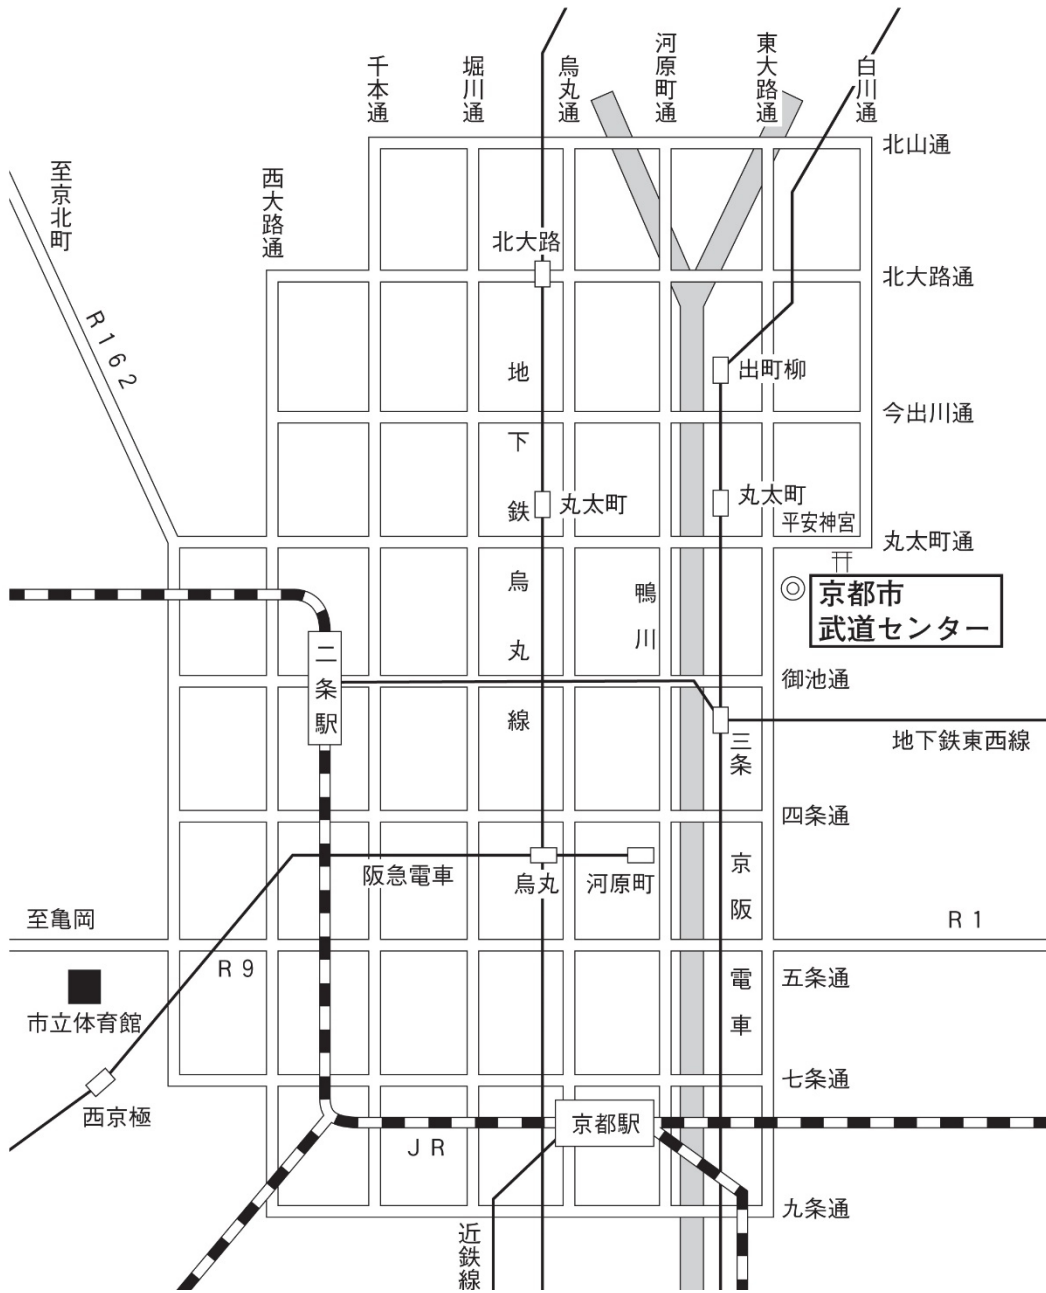 千本通
堀川通
烏丸通
河原町通
東大路通
白川通
北山通
至京北町
西大路通
北大路
北大路通
R162
出町柳
今出川通
地下鉄烏丸線
丸太町
丸太町
平安神宮
丸太町通
鴨川
京都市
武道センター
二条駅
御池通
三条
地下鉄東西線
四条通
阪急電車
烏丸
河原町
京阪電車
至亀岡
R1
R9
五条通
市立体育館
七条通
西京極
京都駅
JR
九条通
近鉄線